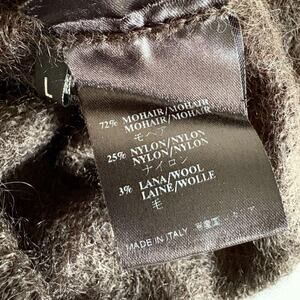 L
72% MOHAIR/MOHAIR
MOHAIR/MOHAIR
モヘア
25% NYLON/NYLON
NYLON/NYLON
ナイロン
3% LANA/WOOL
LAINE/WOLLE
毛
MADE IN ITALY